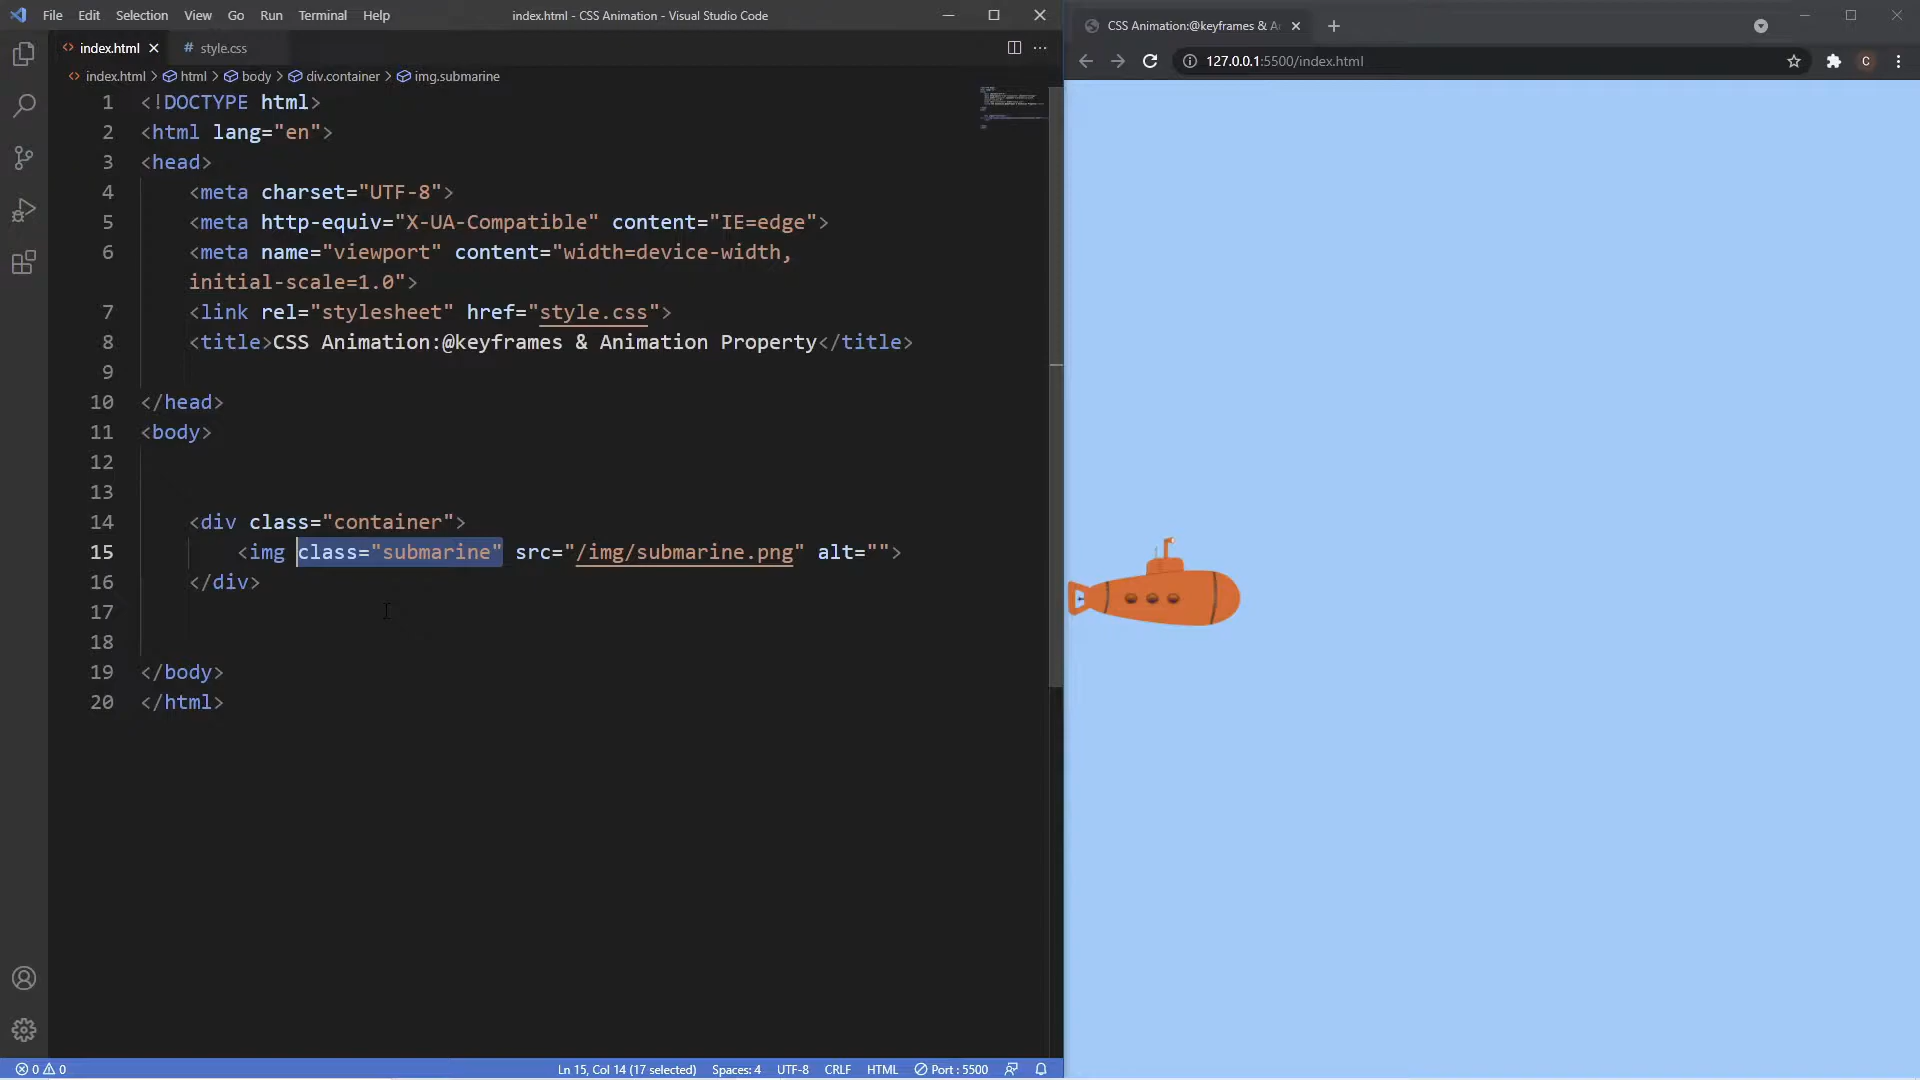 File Edit Selection View Go Run Terminal Help index.html - CSS Animation - Visual Studio Code
index.html style.css
index.html > html > body > div.container > img.submarine
1 <!DOCTYPE html>
2 <html lang="en">
3 <head>
4 <meta charset="UTF-8">
5 <meta http-equiv="X-UA-Compatible" content="IE=edge">
6 <meta name="viewport" content="width=device-width,
initial-scale=1.0">
7 <link rel="stylesheet" href="style.css">
8 <title>CSS Animation:@keyframes & Animation Property</title>
9
10 </head>
11 <body>
12
13
14 <div class="container">
15 <img class="submarine" src="/img/submarine.png" alt="">
16 </div>
17
18
19 </body>
20 </html>
0 0 Ln 15, Col 14 (17 selected) Spaces: 4 UTF-8 CRLF HTML Port : 5500
CSS Animation:@keyframes & A
127.0.0.1:5500/index.html
C